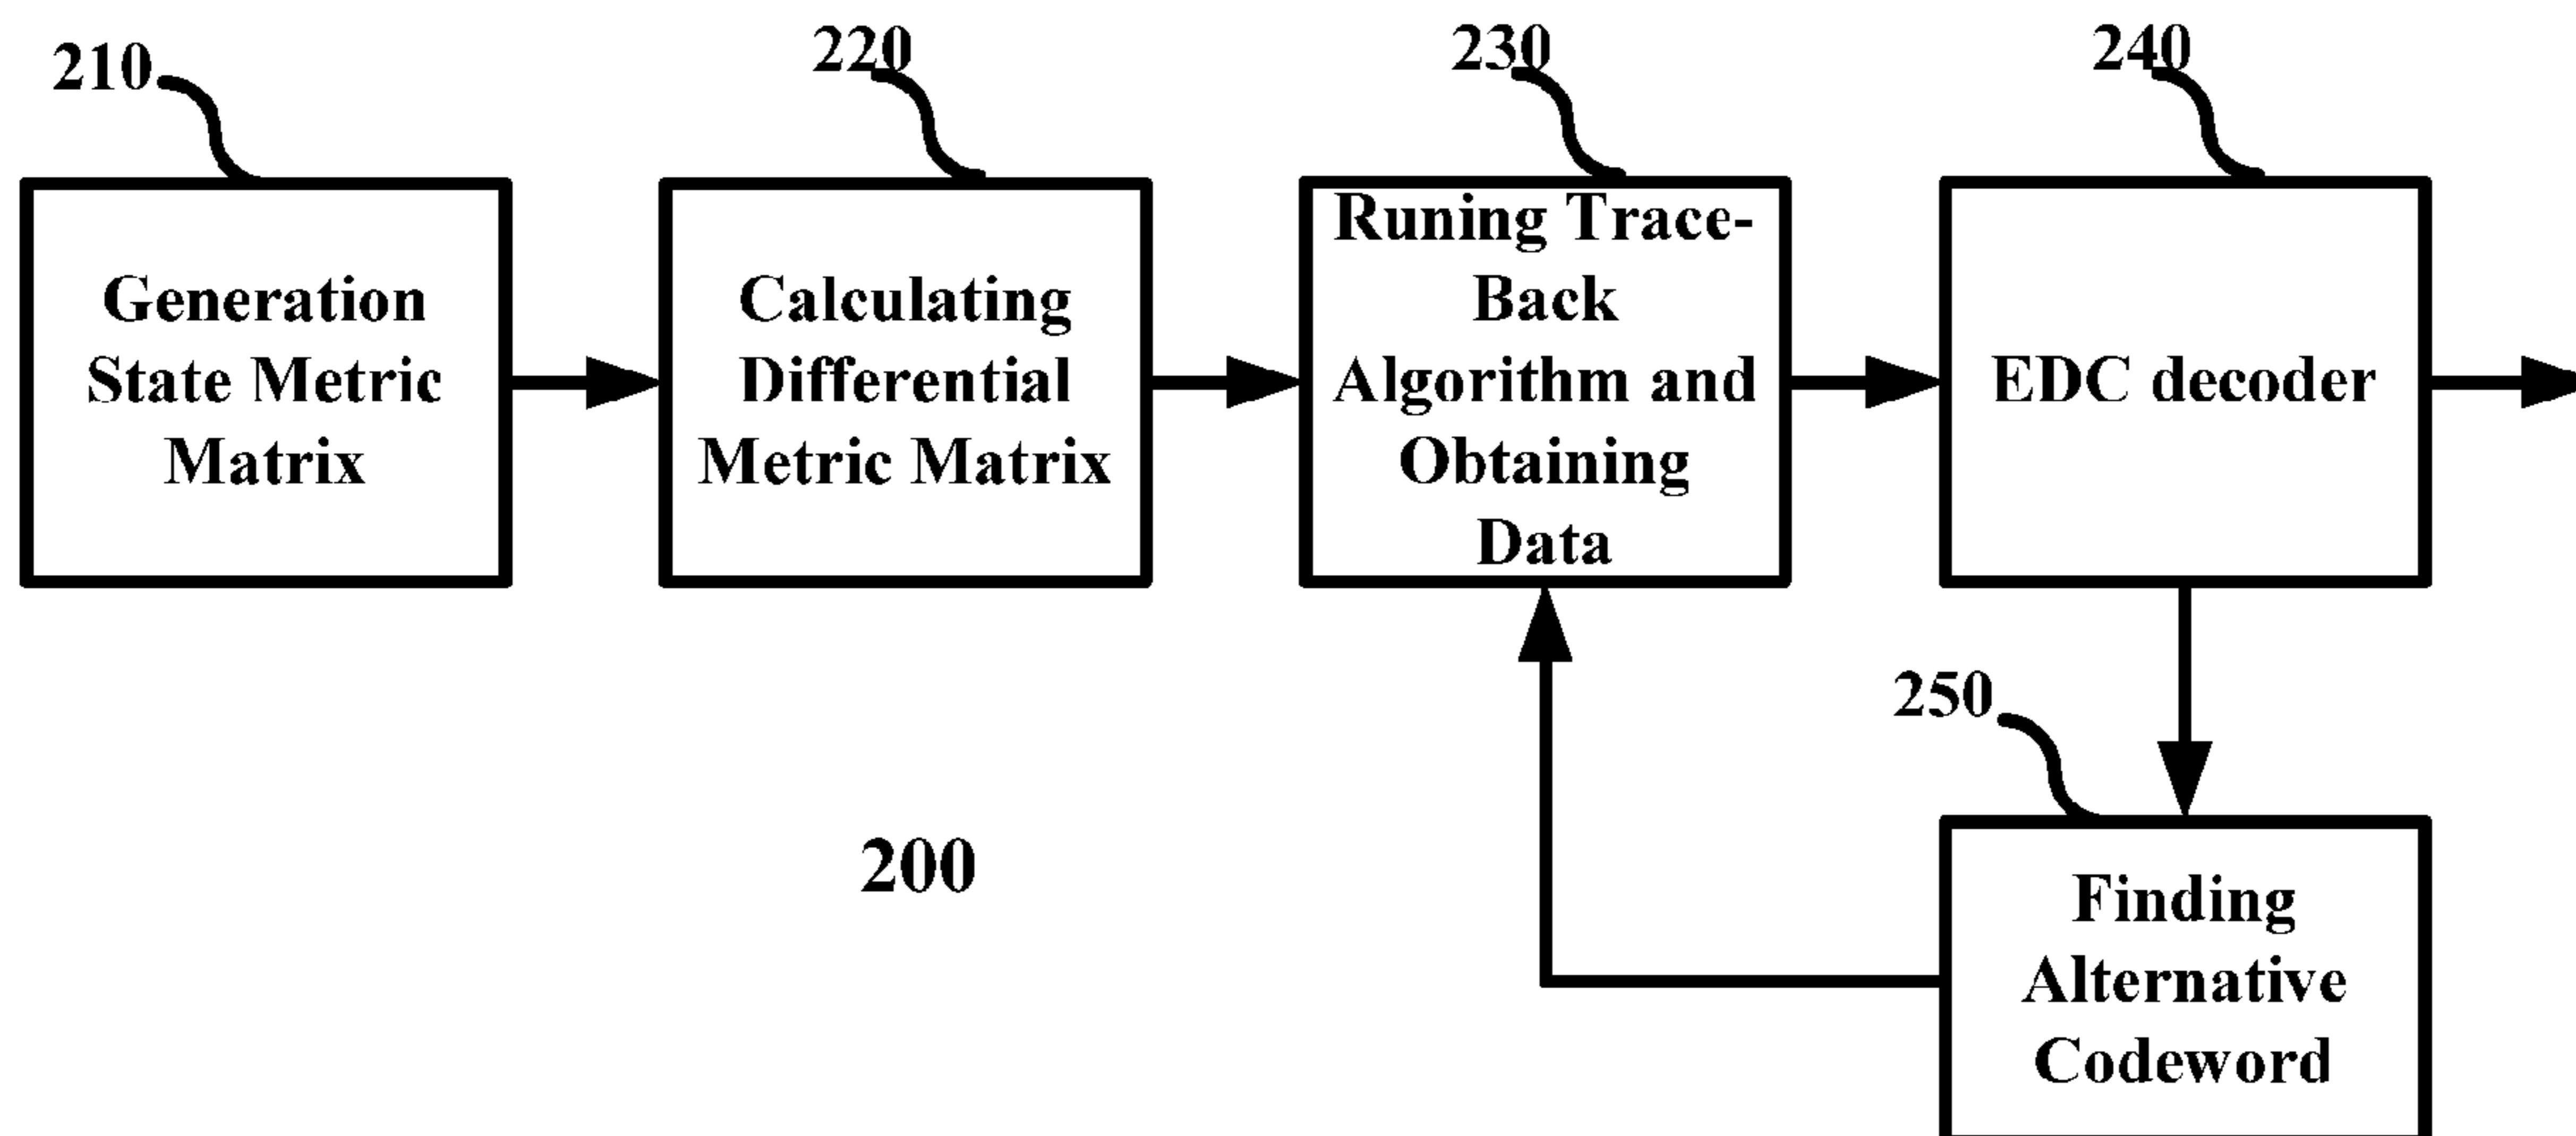 210
220
230
240
Generation
State Metric
Matrix
Calculating
Differential
Metric Matrix
Runing Trace-
Back
Algorithm and
Obtaining
Data
EDC decoder
250
200
Finding
Alternative
Codeword